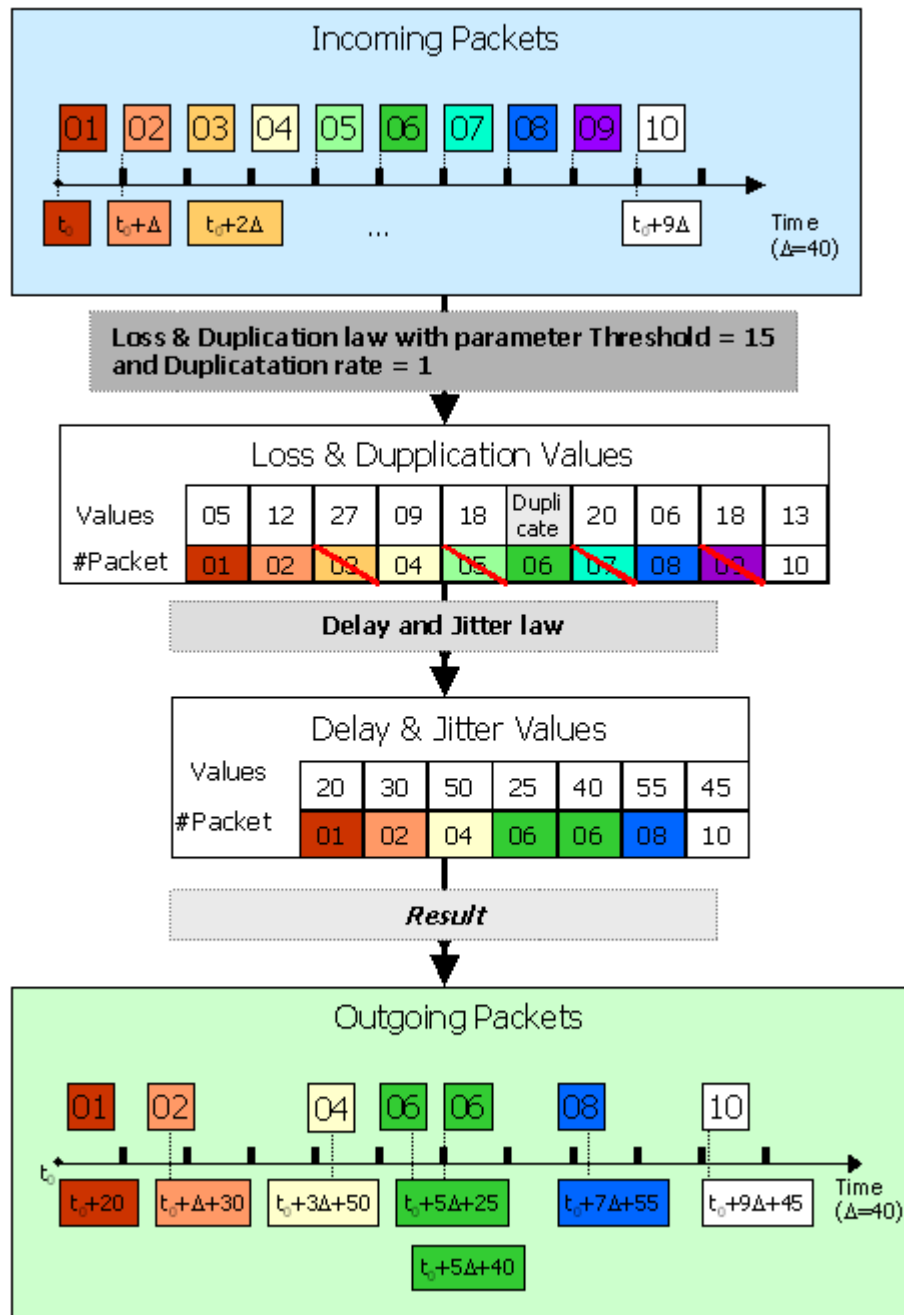 Incoming Packets
01 02 03 04 05 06 07 08 09 10
t₀ t₀+Δ t₀+2Δ ... t₀+9Δ
Time
(Δ=40)
Loss & Duplication law with parameter Threshold = 15
and Duplicatation rate = 1
Loss & Dupplication Values
Values 05 12 27 09 18 Dupli
cate 20 06 18 13
#Packet 01 02 03 04 05 06 07 08 09 10
Delay and Jitter law
Delay & Jitter Values
Values 20 30 50 25 40 55 45
#Packet 01 02 04 06 06 08 10
Result
Outgoing Packets
01 02 04 06 06 08 10
t₀
t₀+20 t₀+Δ+30 t₀+3Δ+50 t₀+5Δ+25 t₀+7Δ+55 t₀+9Δ+45
Time
(Δ=40)
t₀+5Δ+40